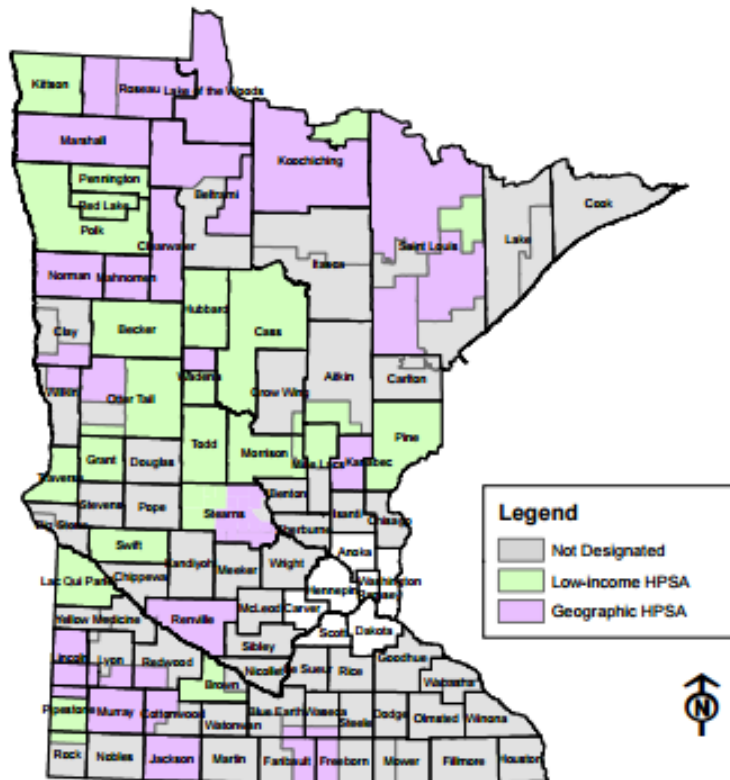 Kittson
Roseau
Lake of the Woods
Marshall
Koochiching
Pennington
Red Lake
Beltrami
Cook
Polk
Clearwater
Saint Louis
Lake
Itasca
Norman
Mahnomen
Hubbard
Clay
Becker
Cass
Wadena
Aitkin
Carlton
Wilkin
Otter Tail
Crow Wing
Pine
Todd
Morrison
Mille Lacs
Kanabec
Grant
Douglas
Traverse
Stevens
Pope
Stearns
Benton
Isanti
Chisago
Big Stone
Sherburne
Anoka
Swift
Kandiyohi
Meeker
Wright
Washington
Hennepin
Ramsey
Lac Qui Parle
Chippewa
McLeod
Carver
Renville
Scott
Dakota
Yellow Medicine
Sibley
Goodhue
Lincoln
Lyon
Redwood
Nicollet
Le Sueur
Rice
Wabasha
Brown
Pipestone
Murray
Cottonwood
Watonwan
Blue Earth
Waseca
Steele
Dodge
Olmsted
Winona
Rock
Nobles
Jackson
Martin
Faribault
Freeborn
Mower
Fillmore
Houston
Legend
Not Designated
Low-income HPSA
Geographic HPSA
N